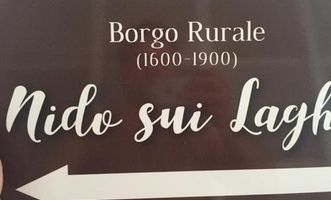 Borgo Rurale
(1600-1900)
Nido sui Lagh